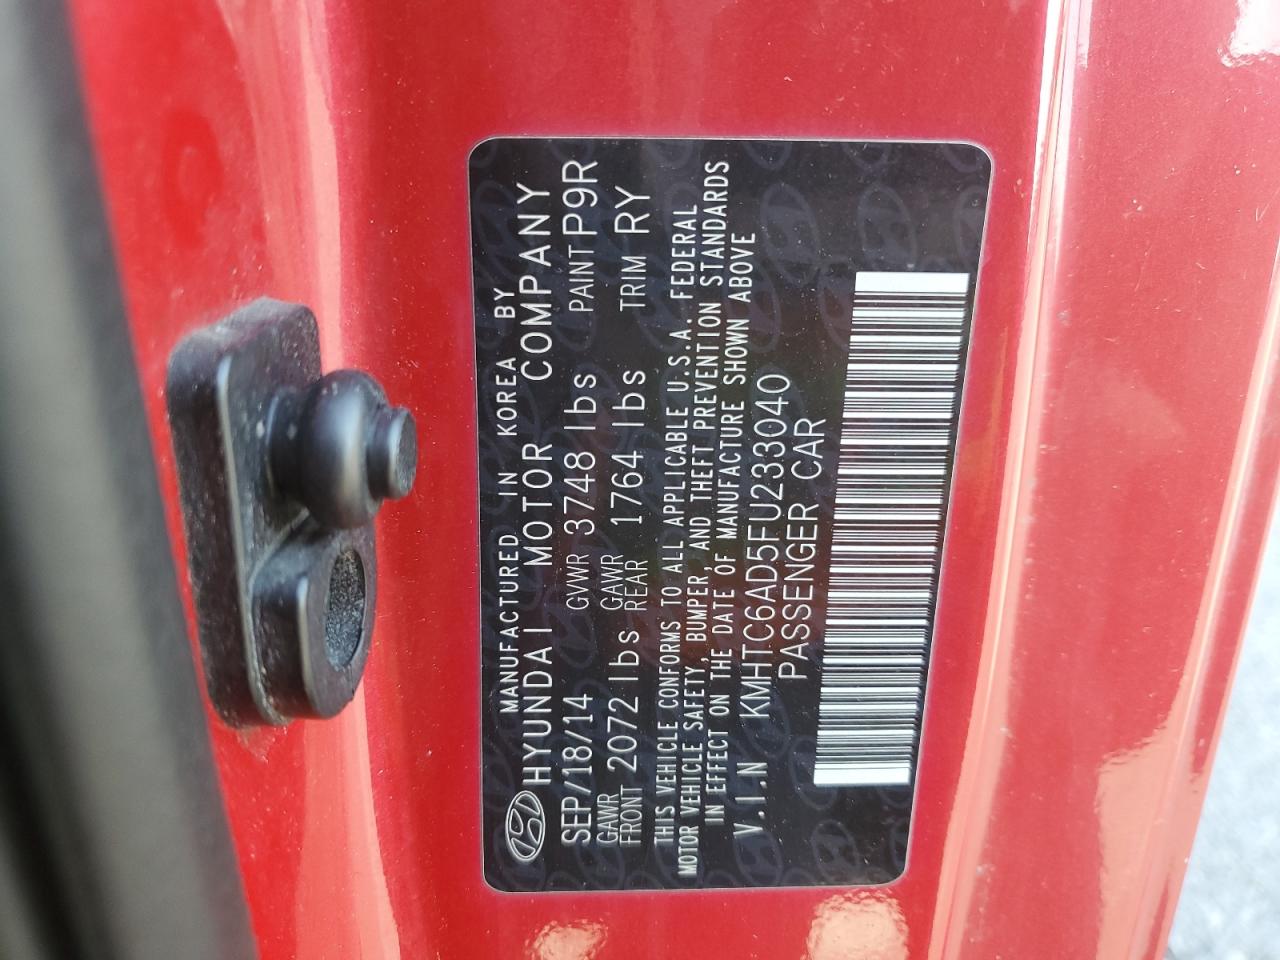 MANUFACTURED IN KOREA BY
HYUNDAI MOTOR COMPANY
SEP/18/14 GVWR 3748 lbs PAINT P9R
GAWR FRONT 2072 lbs GAWR REAR 1764 lbs TRIM RY
THIS VEHICLE CONFORMS TO ALL APPLICABLE U.S.A. FEDERAL
MOTOR VEHICLE SAFETY, BUMPER, AND THEFT PREVENTION STANDARDS
IN EFFECT ON THE DATE OF MANUFACTURE SHOWN ABOVE
V.I.N KMHTC6AD5FU233040
PASSENGER CAR